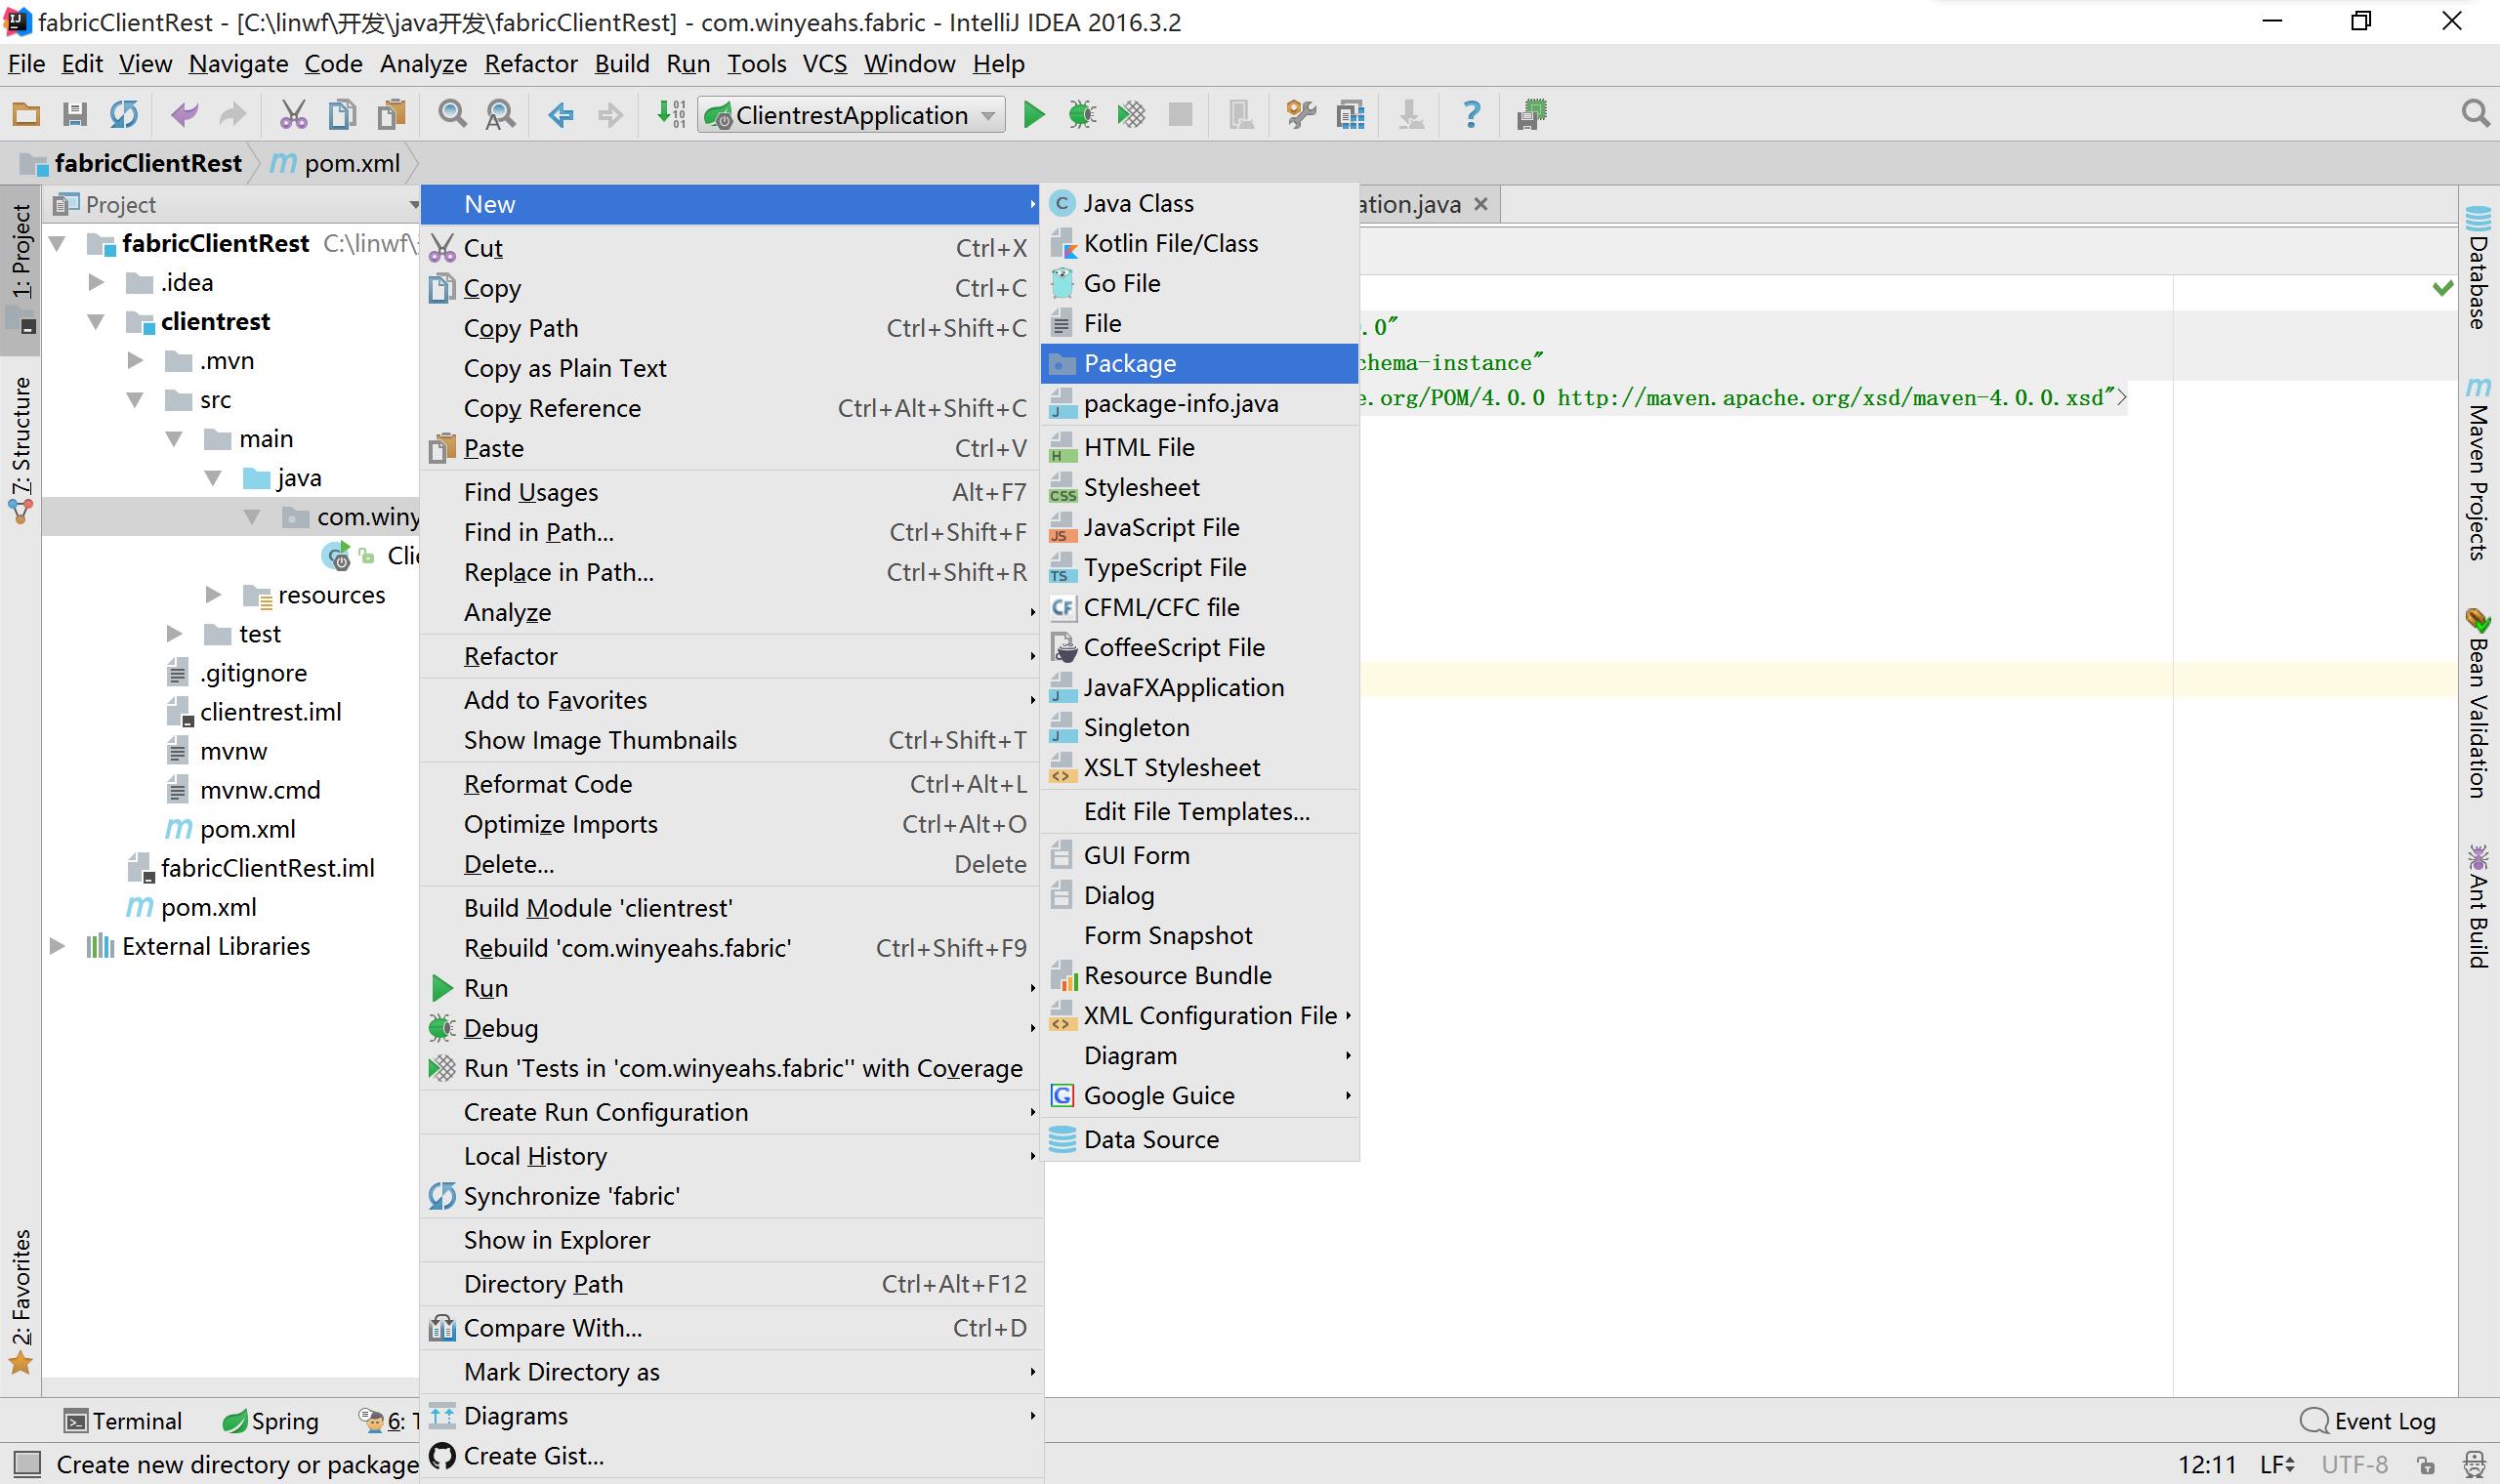 fabricClientRest - [C:\linwf\开发\java开发\fabricClientRest] - com.winyeahs.fabric - IntelliJ IDEA 2016.3.2
File Edit View Navigate Code Analyze Refactor Build Run Tools VCS Window Help
ClientrestApplication
fabricClientRest pom.xml
Project
ation.java
1: Project
7: Structure
2: Favorites
fabricClientRest C:\linwf\
.idea
clientrest
.mvn
src
main
java
com.winy
Clie
resources
test
.gitignore
clientrest.iml
mvnw
mvnw.cmd
pom.xml
fabricClientRest.iml
pom.xml
External Libraries
New
Cut Ctrl+X
Copy Ctrl+C
Copy Path Ctrl+Shift+C
Copy as Plain Text
Copy Reference Ctrl+Alt+Shift+C
Paste Ctrl+V
Find Usages Alt+F7
Find in Path... Ctrl+Shift+F
Replace in Path... Ctrl+Shift+R
Analyze
Refactor
Add to Favorites
Show Image Thumbnails Ctrl+Shift+T
Reformat Code Ctrl+Alt+L
Optimize Imports Ctrl+Alt+O
Delete... Delete
Build Module 'clientrest'
Rebuild 'com.winyeahs.fabric' Ctrl+Shift+F9
Run
Debug
Run 'Tests in 'com.winyeahs.fabric'' with Coverage
Create Run Configuration
Local History
Synchronize 'fabric'
Show in Explorer
Directory Path Ctrl+Alt+F12
Compare With... Ctrl+D
Mark Directory as
Diagrams
Create Gist...
Java Class
Kotlin File/Class
Go File
File
Package
package-info.java
HTML File
Stylesheet
JavaScript File
TypeScript File
CFML/CFC file
CoffeeScript File
JavaFXApplication
Singleton
XSLT Stylesheet
Edit File Templates...
GUI Form
Dialog
Form Snapshot
Resource Bundle
XML Configuration File
Diagram
Google Guice
Data Source
.0"
chema-instance"
e.org/POM/4.0.0 http://maven.apache.org/xsd/maven-4.0.0.xsd">
Database
Maven Projects
Bean Validation
Ant Build
Terminal Spring 6: T
Event Log
Create new directory or package
12:11 LF UTF-8